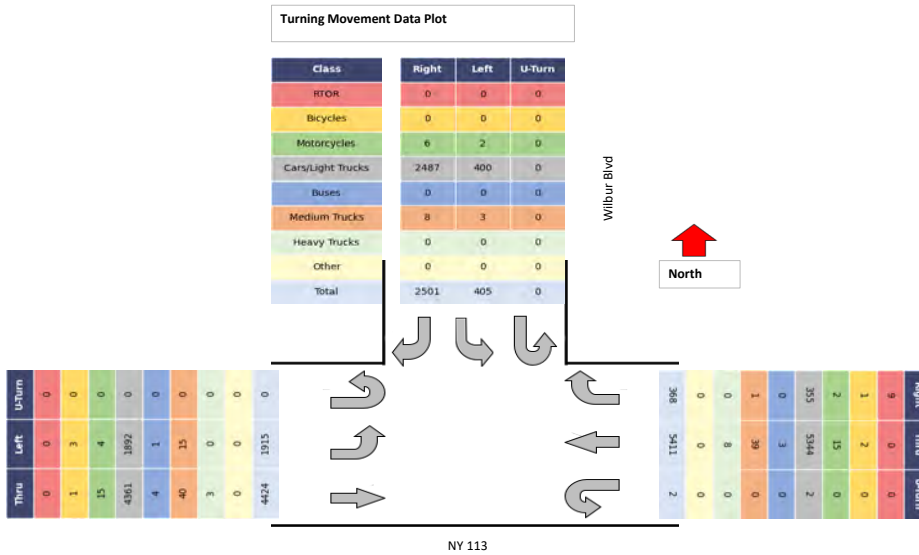 Turning Movement Data Plot
Class Right Left U-Turn
RTOR 0 0 0
Bicycles 0 0 0
Motorcycles 6 2 0
Cars/Light Trucks 2487 400 0
Buses 0 0 0
Medium Trucks 8 3 0
Heavy Trucks 0 0 0
Other 0 0 0
Total 2501 405 0
Wilbur Blvd
North
Thru Left U-Turn
0 0 0
1 3 0
15 4 0
4361 1892 0
4 1 0
40 15 0
3 0 0
0 0 0
4424 1915 0
9 0 0
1 2 0
2 15 0
355 5344 2
0 3 0
1 39 0
0 8 0
0 0 0
368 5411 2
NY 113